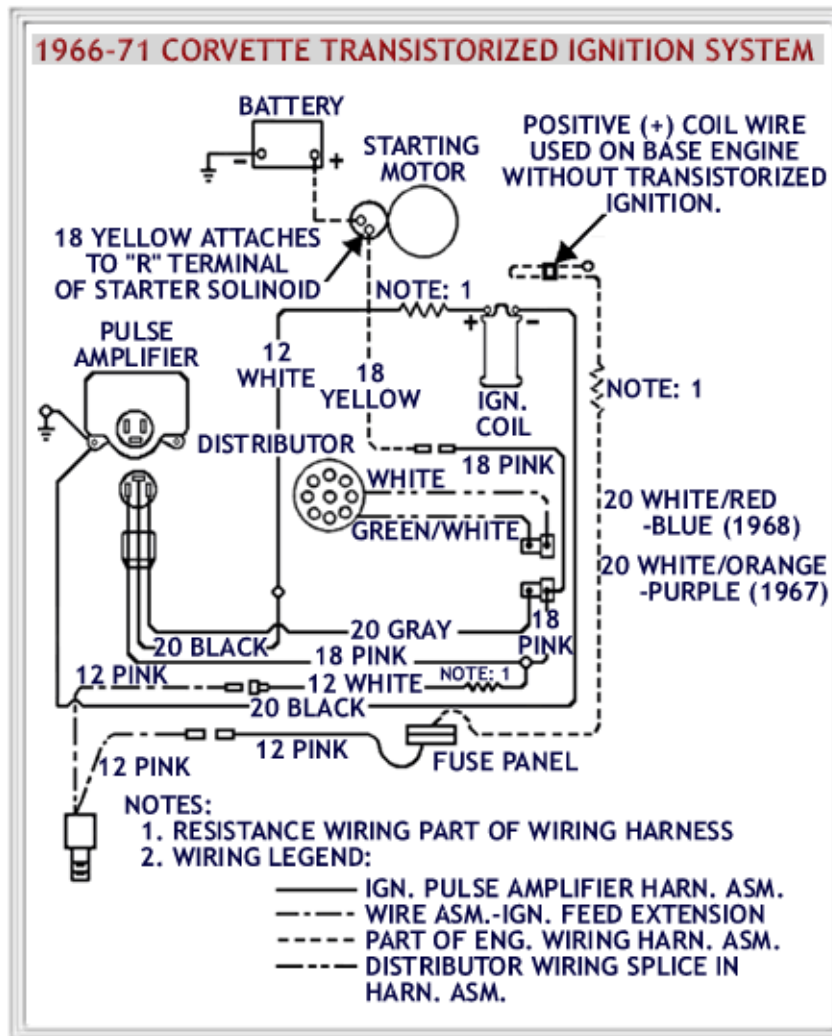 1966-71 CORVETTE TRANSISTORIZED IGNITION SYSTEM
BATTERY
-
+
STARTING
MOTOR
POSITIVE (+) COIL WIRE
USED ON BASE ENGINE
WITHOUT TRANSISTORIZED
IGNITION.
18 YELLOW ATTACHES
TO "R" TERMINAL
OF STARTER SOLINOID
NOTE: 1
+
-
PULSE
AMPLIFIER
12
WHITE
18
YELLOW
IGN.
COIL
NOTE: 1
DISTRIBUTOR
18 PINK
WHITE
GREEN/WHITE
20 WHITE/RED
-BLUE (1968)
20 WHITE/ORANGE
-PURPLE (1967)
20 BLACK
20 GRAY
18
PINK
18 PINK
12 PINK
12 WHITE
NOTE: 1
20 BLACK
12 PINK
12 PINK
FUSE PANEL
NOTES:
1. RESISTANCE WIRING PART OF WIRING HARNESS
2. WIRING LEGEND:
IGN. PULSE AMPLIFIER HARN. ASM.
WIRE ASM.-IGN. FEED EXTENSION
PART OF ENG. WIRING HARN. ASM.
DISTRIBUTOR WIRING SPLICE IN
HARN. ASM.